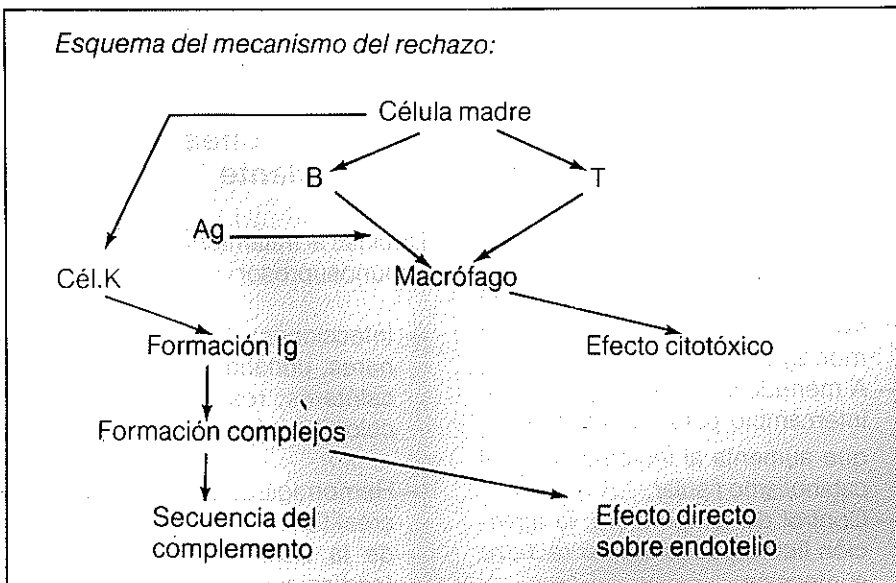 Esquema del mecanismo del rechazo:
Célula madre
B
T
Ag
Cél.K
Macrófago
Formación Ig
Efecto citotóxico
Formación complejos
Secuencia del
complemento
Efecto directo
sobre endotelio